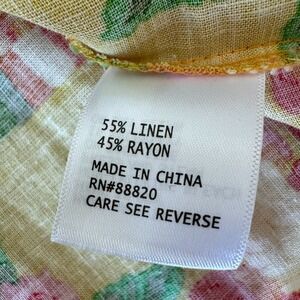 55% LINEN
45% RAYON
MADE IN CHINA
RN#88820
CARE SEE REVERSE